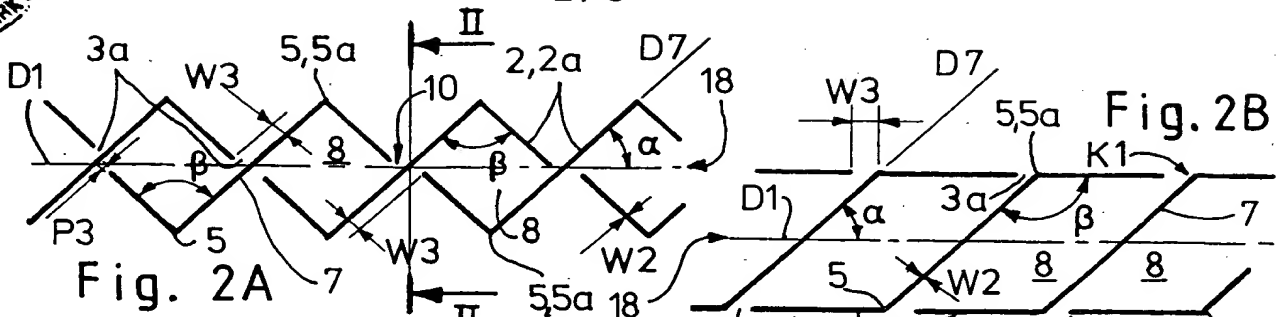 II
3a
5,5a
D7
D1
W3
10
2,2a
18
W3
D7
5,5a
Fig. 2B
8
α
K1
β
β
3a
D1
α
β
7
P3
5
8
18
Fig. 2A
7
W3
W2
5
W2
8
8
5,5a
II